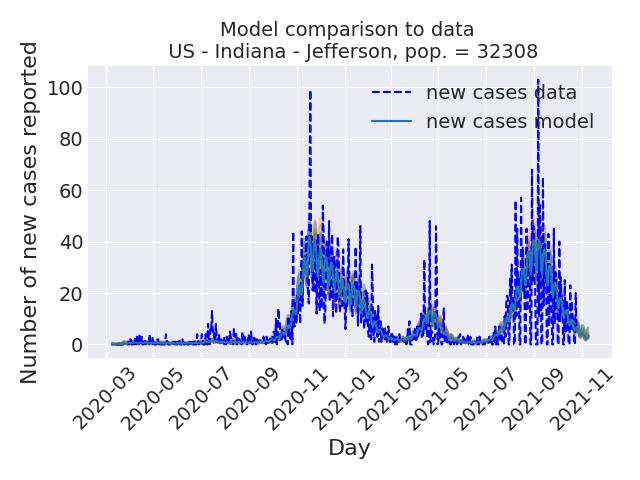 Model comparison to data
US - Indiana - Jefferson, pop. = 32308
Number of new cases reported
100
80
60
40
20
0
new cases data
new cases model
2020-03
2020-05
2020-07
2020-09
2020-11
2021-01
2021-03
2021-05
2021-07
2021-09
2021-11
Day